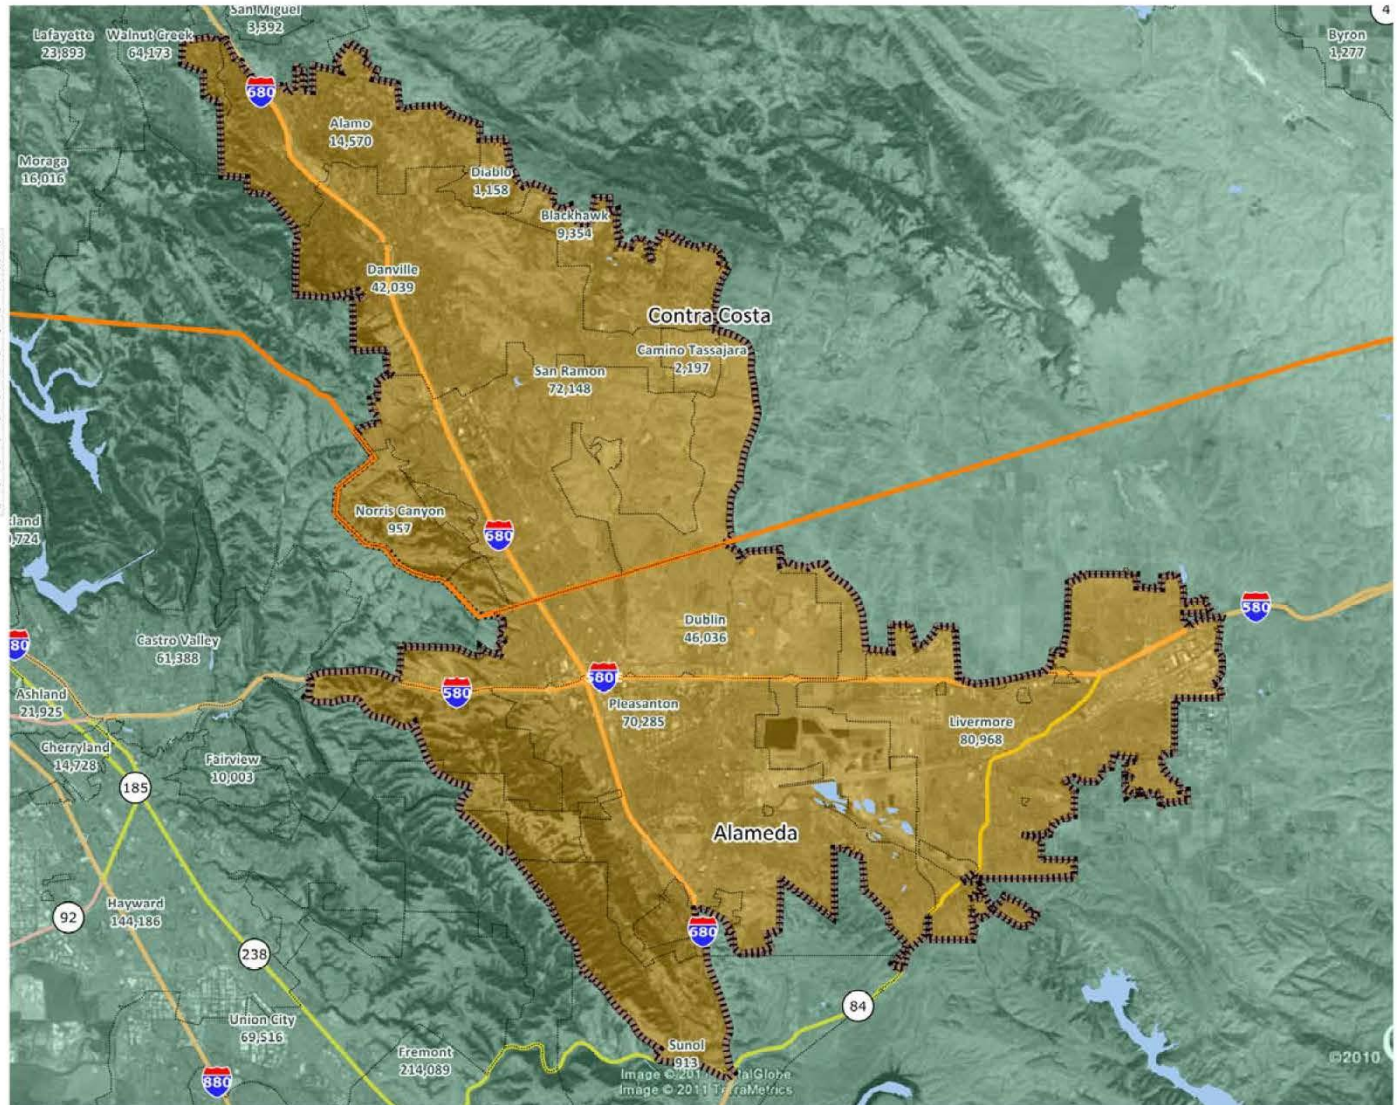 San Miguel
3,392
4
Lafayette
23,893
Walnut Creek
64,173
Byron
1,277
680
Alamo
14,570
Moraga
16,016
Diablo
1,158
Blackhawk
9,354
Danville
42,039
Contra Costa
Camino Tassajara
2,197
San Ramon
72,148
Norris Canyon
957
680
580
Dublin
46,036
Castro Valley
61,388
80
580
580
Pleasanton
70,285
Ashland
21,925
Livermore
80,968
Cherryland
14,728
Fairview
10,003
185
Alameda
Hayward
144,186
92
680
238
84
Union City
69,516
Fremont
214,089
Sunol
913
©2010
880
Image ©
Image © 2011 TerraMetrics